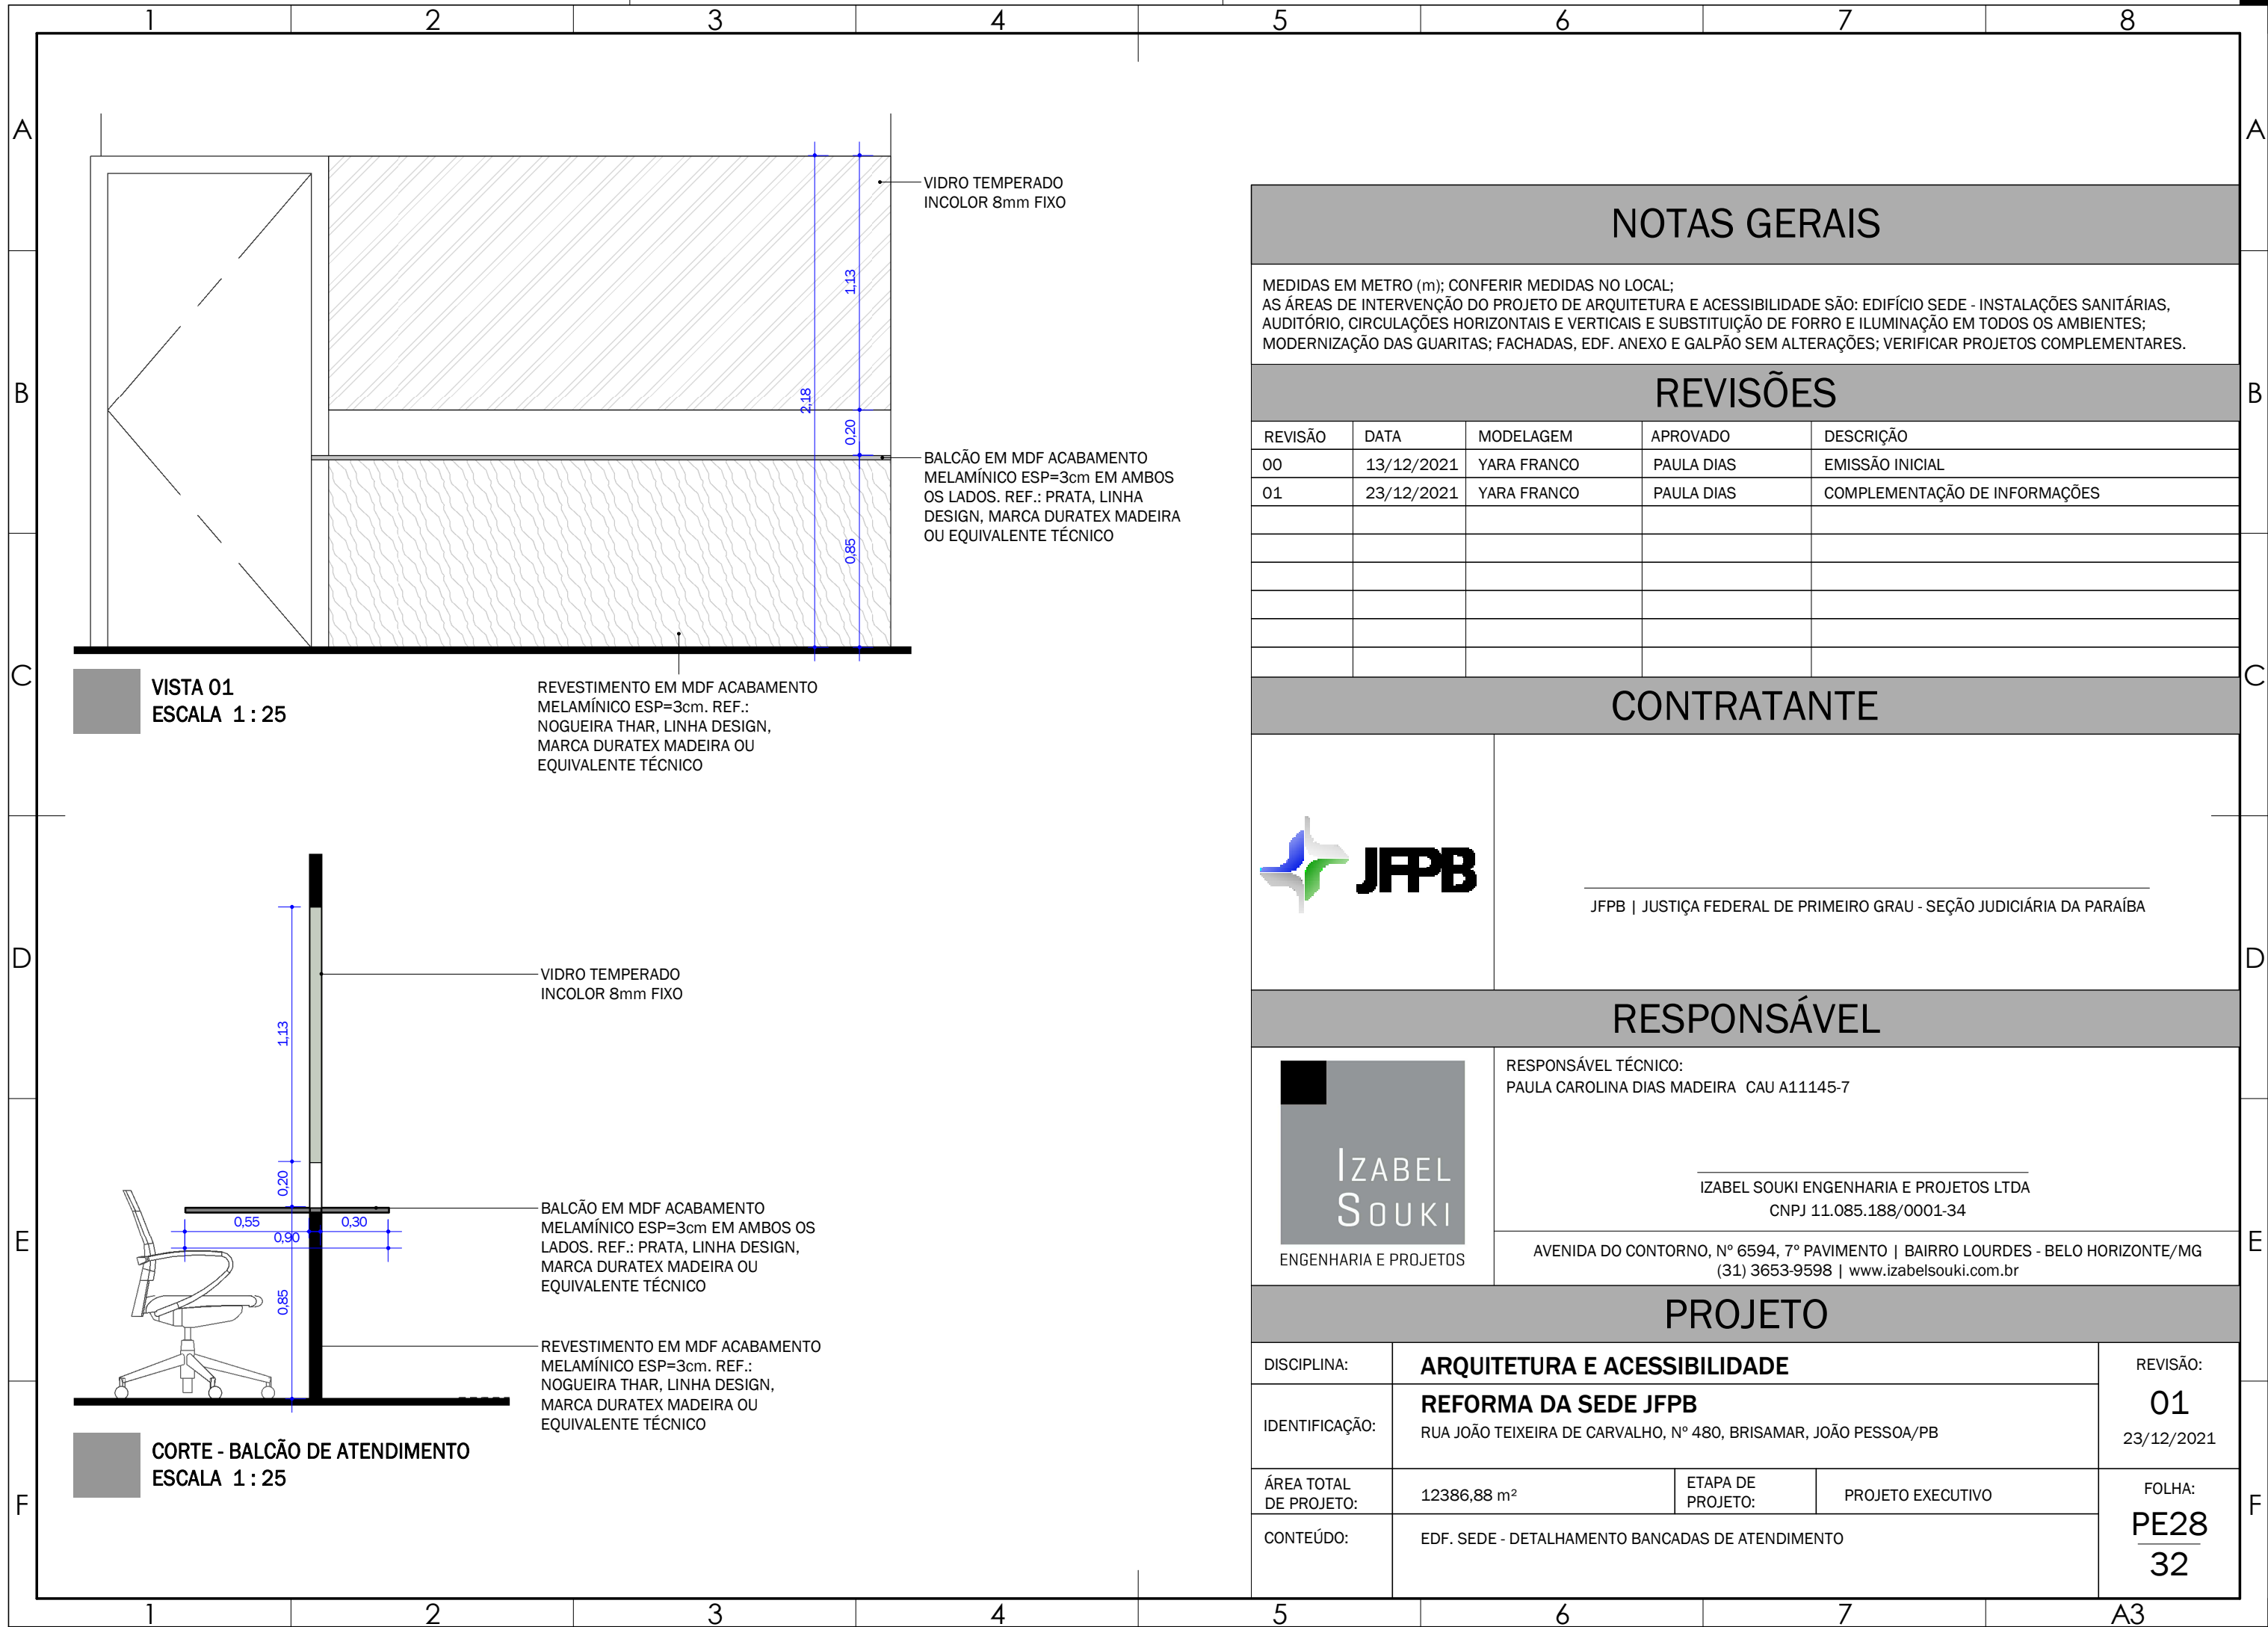 1 2 3 4 5 6 7 8
A A
B B
C C
D D
E E
F F
VIDRO TEMPERADO
INCOLOR 8mm FIXO
1,13
2,18
0,20
0,85
BALCÃO EM MDF ACABAMENTO
MELAMÍNICO ESP=3cm EM AMBOS
OS LADOS. REF.: PRATA, LINHA
DESIGN, MARCA DURATEX MADEIRA
OU EQUIVALENTE TÉCNICO
REVESTIMENTO EM MDF ACABAMENTO
MELAMÍNICO ESP=3cm. REF.:
NOGUEIRA THAR, LINHA DESIGN,
MARCA DURATEX MADEIRA OU
EQUIVALENTE TÉCNICO
VISTA 01
ESCALA 1 : 25
VIDRO TEMPERADO
INCOLOR 8mm FIXO
1,13
0,20
0,55 0,30
0,90
0,85
BALCÃO EM MDF ACABAMENTO
MELAMÍNICO ESP=3cm EM AMBOS OS
LADOS. REF.: PRATA, LINHA DESIGN,
MARCA DURATEX MADEIRA OU
EQUIVALENTE TÉCNICO
REVESTIMENTO EM MDF ACABAMENTO
MELAMÍNICO ESP=3cm. REF.:
NOGUEIRA THAR, LINHA DESIGN,
MARCA DURATEX MADEIRA OU
EQUIVALENTE TÉCNICO
CORTE - BALCÃO DE ATENDIMENTO
ESCALA 1 : 25
NOTAS GERAIS
MEDIDAS EM METRO (m); CONFERIR MEDIDAS NO LOCAL;
AS ÁREAS DE INTERVENÇÃO DO PROJETO DE ARQUITETURA E ACESSIBILIDADE SÃO: EDIFÍCIO SEDE - INSTALAÇÕES SANITÁRIAS,
AUDITÓRIO, CIRCULAÇÕES HORIZONTAIS E VERTICAIS E SUBSTITUIÇÃO DE FORRO E ILUMINAÇÃO EM TODOS OS AMBIENTES;
MODERNIZAÇÃO DAS GUARITAS; FACHADAS, EDF. ANEXO E GALPÃO SEM ALTERAÇÕES; VERIFICAR PROJETOS COMPLEMENTARES.
REVISÕES
REVISÃO DATA MODELAGEM APROVADO DESCRIÇÃO
00 13/12/2021 YARA FRANCO PAULA DIAS EMISSÃO INICIAL
01 23/12/2021 YARA FRANCO PAULA DIAS COMPLEMENTAÇÃO DE INFORMAÇÕES
CONTRATANTE
JFPB
JFPB | JUSTIÇA FEDERAL DE PRIMEIRO GRAU - SEÇÃO JUDICIÁRIA DA PARAÍBA
RESPONSÁVEL
IZABEL
SOUKI
ENGENHARIA E PROJETOS
RESPONSÁVEL TÉCNICO:
PAULA CAROLINA DIAS MADEIRA CAU A11145-7
IZABEL SOUKI ENGENHARIA E PROJETOS LTDA
CNPJ 11.085.188/0001-34
AVENIDA DO CONTORNO, Nº 6594, 7º PAVIMENTO | BAIRRO LOURDES - BELO HORIZONTE/MG
(31) 3653-9598 | www.izabelsouki.com.br
PROJETO
DISCIPLINA: ARQUITETURA E ACESSIBILIDADE
IDENTIFICAÇÃO: REFORMA DA SEDE JFPB
RUA JOÃO TEIXEIRA DE CARVALHO, Nº 480, BRISAMAR, JOÃO PESSOA/PB
REVISÃO:
01
23/12/2021
ÁREA TOTAL
DE PROJETO:
12386,88 m²
ETAPA DE
PROJETO:
PROJETO EXECUTIVO
CONTEÚDO: EDF. SEDE - DETALHAMENTO BANCADAS DE ATENDIMENTO
FOLHA:
PE28
32
1 2 3 4 5 6 7 A3